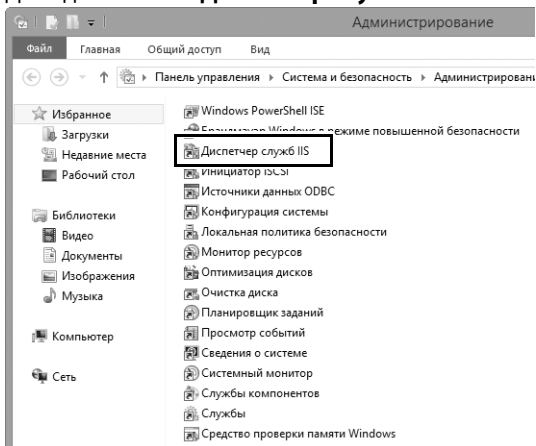 Администрирование
Файл Главная Общий доступ Вид
Панель управления Система и безопасность Администрировани
Избранное
Загрузки
Недавние места
Рабочий стол
Библиотеки
Видео
Документы
Изображения
Музыка
Компьютер
Сеть
Windows PowerShell ISE
Брандмауэр Windows в режиме повышенной безопасности
Диспетчер служб IIS
Инициатор iSCSI
Источники данных ODBC
Конфигурация системы
Локальная политика безопасности
Монитор ресурсов
Оптимизация дисков
Очистка диска
Планировщик заданий
Просмотр событий
Сведения о системе
Системный монитор
Службы компонентов
Службы
Средство проверки памяти Windows